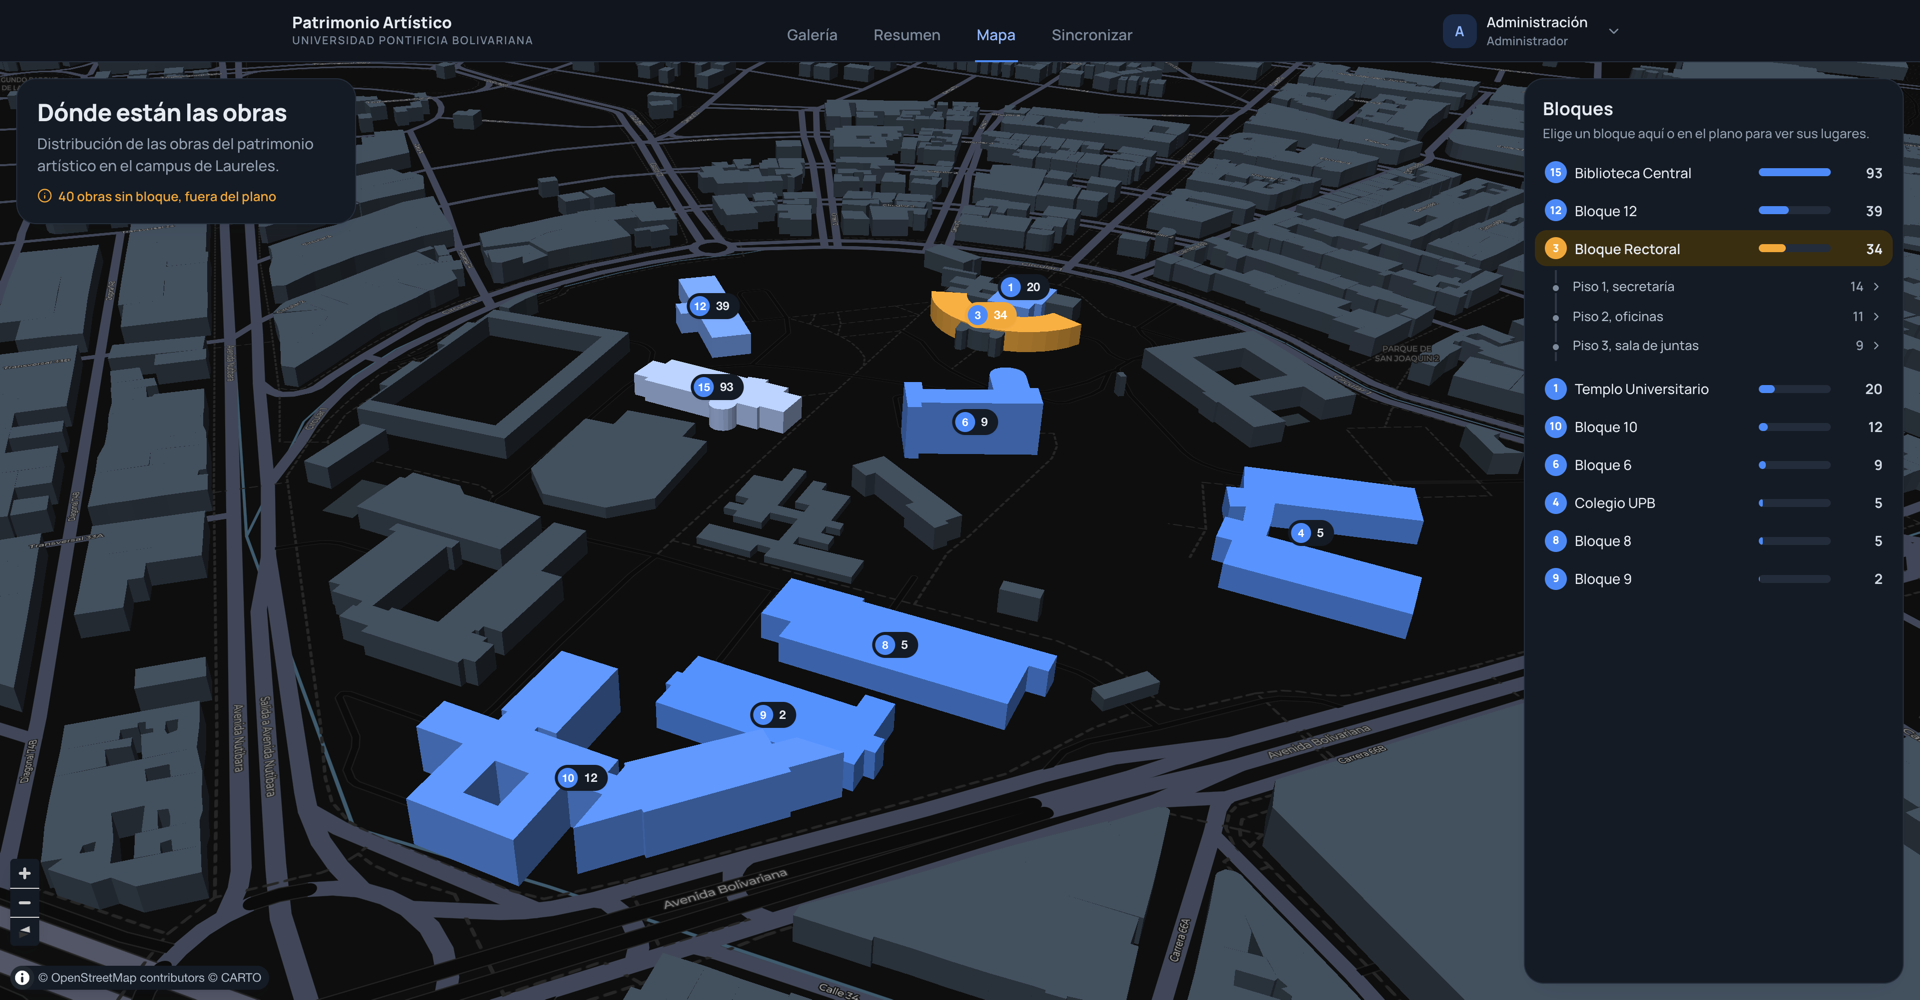 Patrimonio Artístico
UNIVERSIDAD PONTIFICIA BOLIVARIANA
Galería
Resumen
Mapa
Sincronizar
A
Administración
Administrador
Dónde están las obras
Distribución de las obras del patrimonio
artístico en el campus de Laureles.
40 obras sin bloque, fuera del plano
12 39
1 20
3 34
15 93
6 9
4 5
8 5
9 2
10 12
PARQUE DE
SAN JOAQUÍN
Avenida Nutibara
Salida a Avenida Nutibara
Diagonal 74B
Avenida Bolivariana
Avenida Bolivariana
Carrera 66B
Carrera 66A
Calle 34
Bloques
Elige un bloque aquí o en el plano para ver sus lugares.
15 Biblioteca Central 93
12 Bloque 12 39
3 Bloque Rectoral 34
Piso 1, secretaría 14
Piso 2, oficinas 11
Piso 3, sala de juntas 9
1 Templo Universitario 20
10 Bloque 10 12
6 Bloque 6 9
4 Colegio UPB 5
8 Bloque 8 5
9 Bloque 9 2
+
−
© OpenStreetMap contributors © CARTO